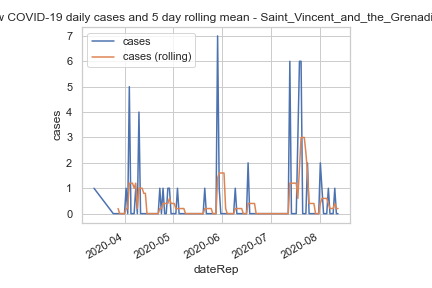 w COVID-19 daily cases and 5 day rolling mean - Saint_Vincent_and_the_Grenadi
cases
cases (rolling)
7
6
5
4
3
2
1
0
cases
2020-04
2020-05
2020-06
2020-07
2020-08
dateRep